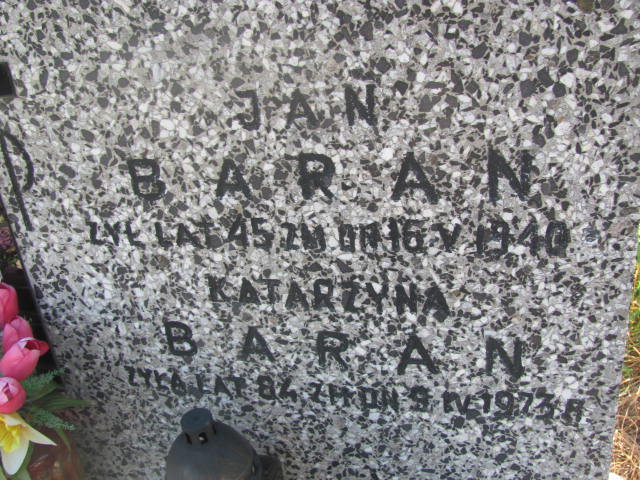 JAN
BARAN
ŻYŁ LAT 45 ZM DN 16 V 1940
KATARZYNA
BARAN
ŻYŁA LAT 84 ZM DN 9 IV 1973 R